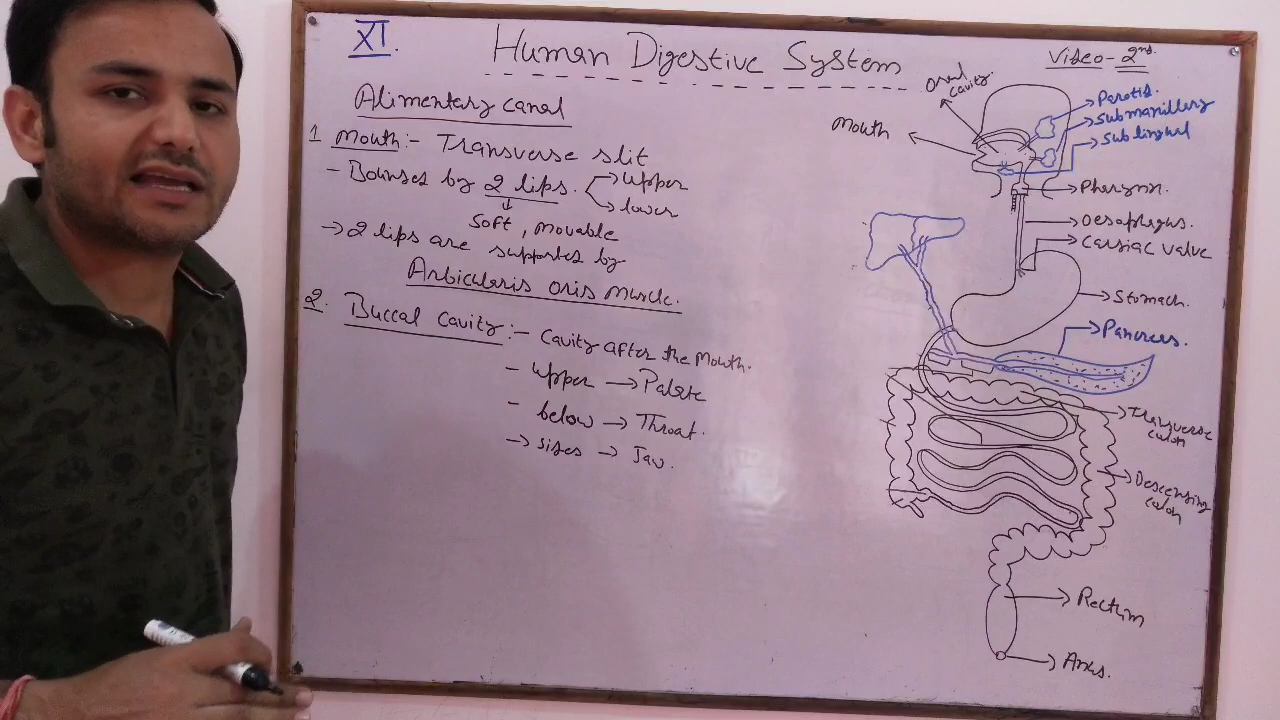 XI.
Human Digestive System
Video - 2nd.
Alimentary canal
1 Mouth:- Transverse slit
- Bounded by 2 lips. → Upper
→ lower
↓
Soft, movable
→ 2 lips are supported by
Arbicularis oris muscle.
2. Buccal Cavity:- Cavity after the Mouth.
- Upper → Palate
- below → Throat.
→ sides → Jaw.
Oral cavity.
Mouth
Parotid.
Submaxillary
Sublingual
Pharynx.
Oesophagus.
Cardiac valve
Stomach.
Pancreas.
Transverse colon
Descending colon
Rectum
Anus.